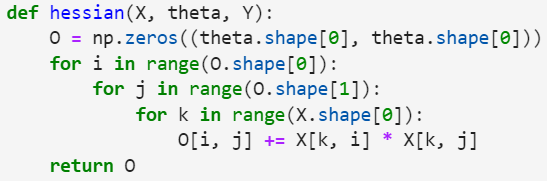 def hessian(X, theta, Y):
    O = np.zeros((theta.shape[0], theta.shape[0]))
    for i in range(O.shape[0]):
        for j in range(O.shape[1]):
            for k in range(X.shape[0]):
                O[i, j] += X[k, i] * X[k, j]
    return O